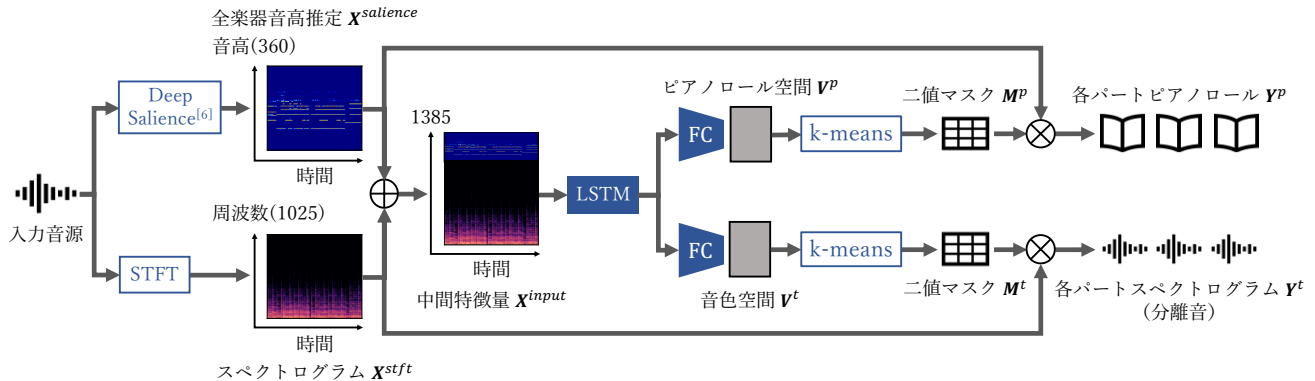 全楽器音高推定 X^salience
音高(360)
Deep
Salience[6]
時間
入力音源
周波数(1025)
STFT
時間
スペクトログラム X^stft
1385
時間
中間特徴量 X^input
LSTM
ピアノロール空間 V^p
FC
k-means
二値マスク M^p
各パートピアノロール Y^p
FC
k-means
音色空間 V^t
二値マスク M^t
各パートスペクトログラム Y^t
(分離音)